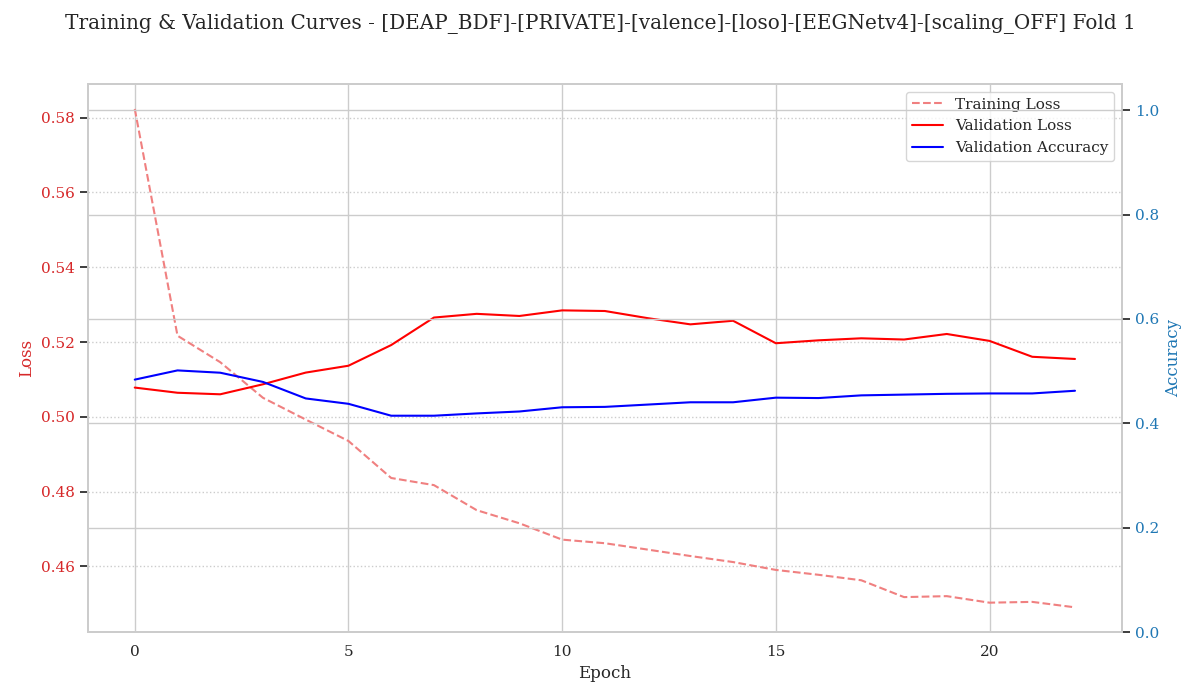 Training & Validation Curves - [DEAP_BDF]-[PRIVATE]-[valence]-[loso]-[EEGNetv4]-[scaling_OFF] Fold 1
Training Loss
Validation Loss
Validation Accuracy
Loss
0.58
0.56
0.54
0.52
0.50
0.48
0.46
1.0
0.8
0.6
0.4
0.2
0.0
Accuracy
0 5 10 15 20
Epoch